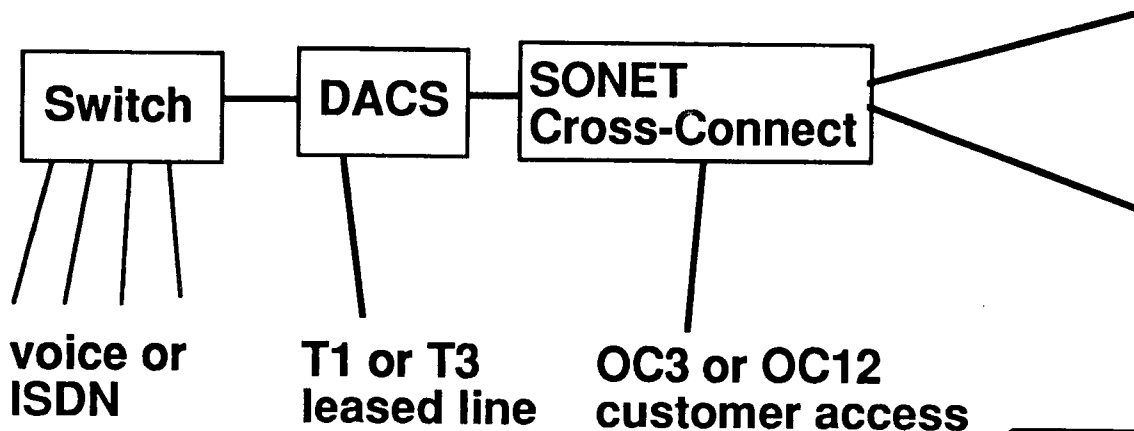 Switch
DACS
SONET
Cross-Connect
voice or
ISDN
T1 or T3
leased line
OC3 or OC12
customer access